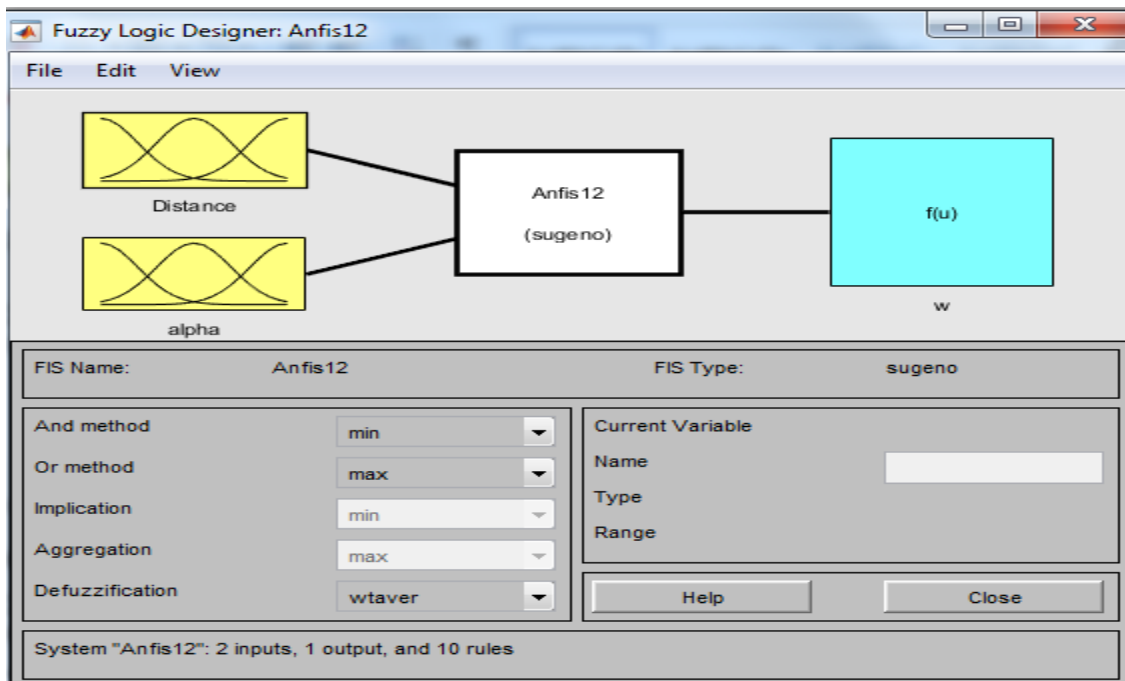 Fuzzy Logic Designer: Anfis12
File Edit View
Distance
alpha
Anfis12
(sugeno)
f(u)
w
FIS Name: Anfis12 FIS Type: sugeno
And method min
Or method max
Implication min
Aggregation max
Defuzzification wtaver
Current Variable
Name
Type
Range
Help Close
System "Anfis12": 2 inputs, 1 output, and 10 rules